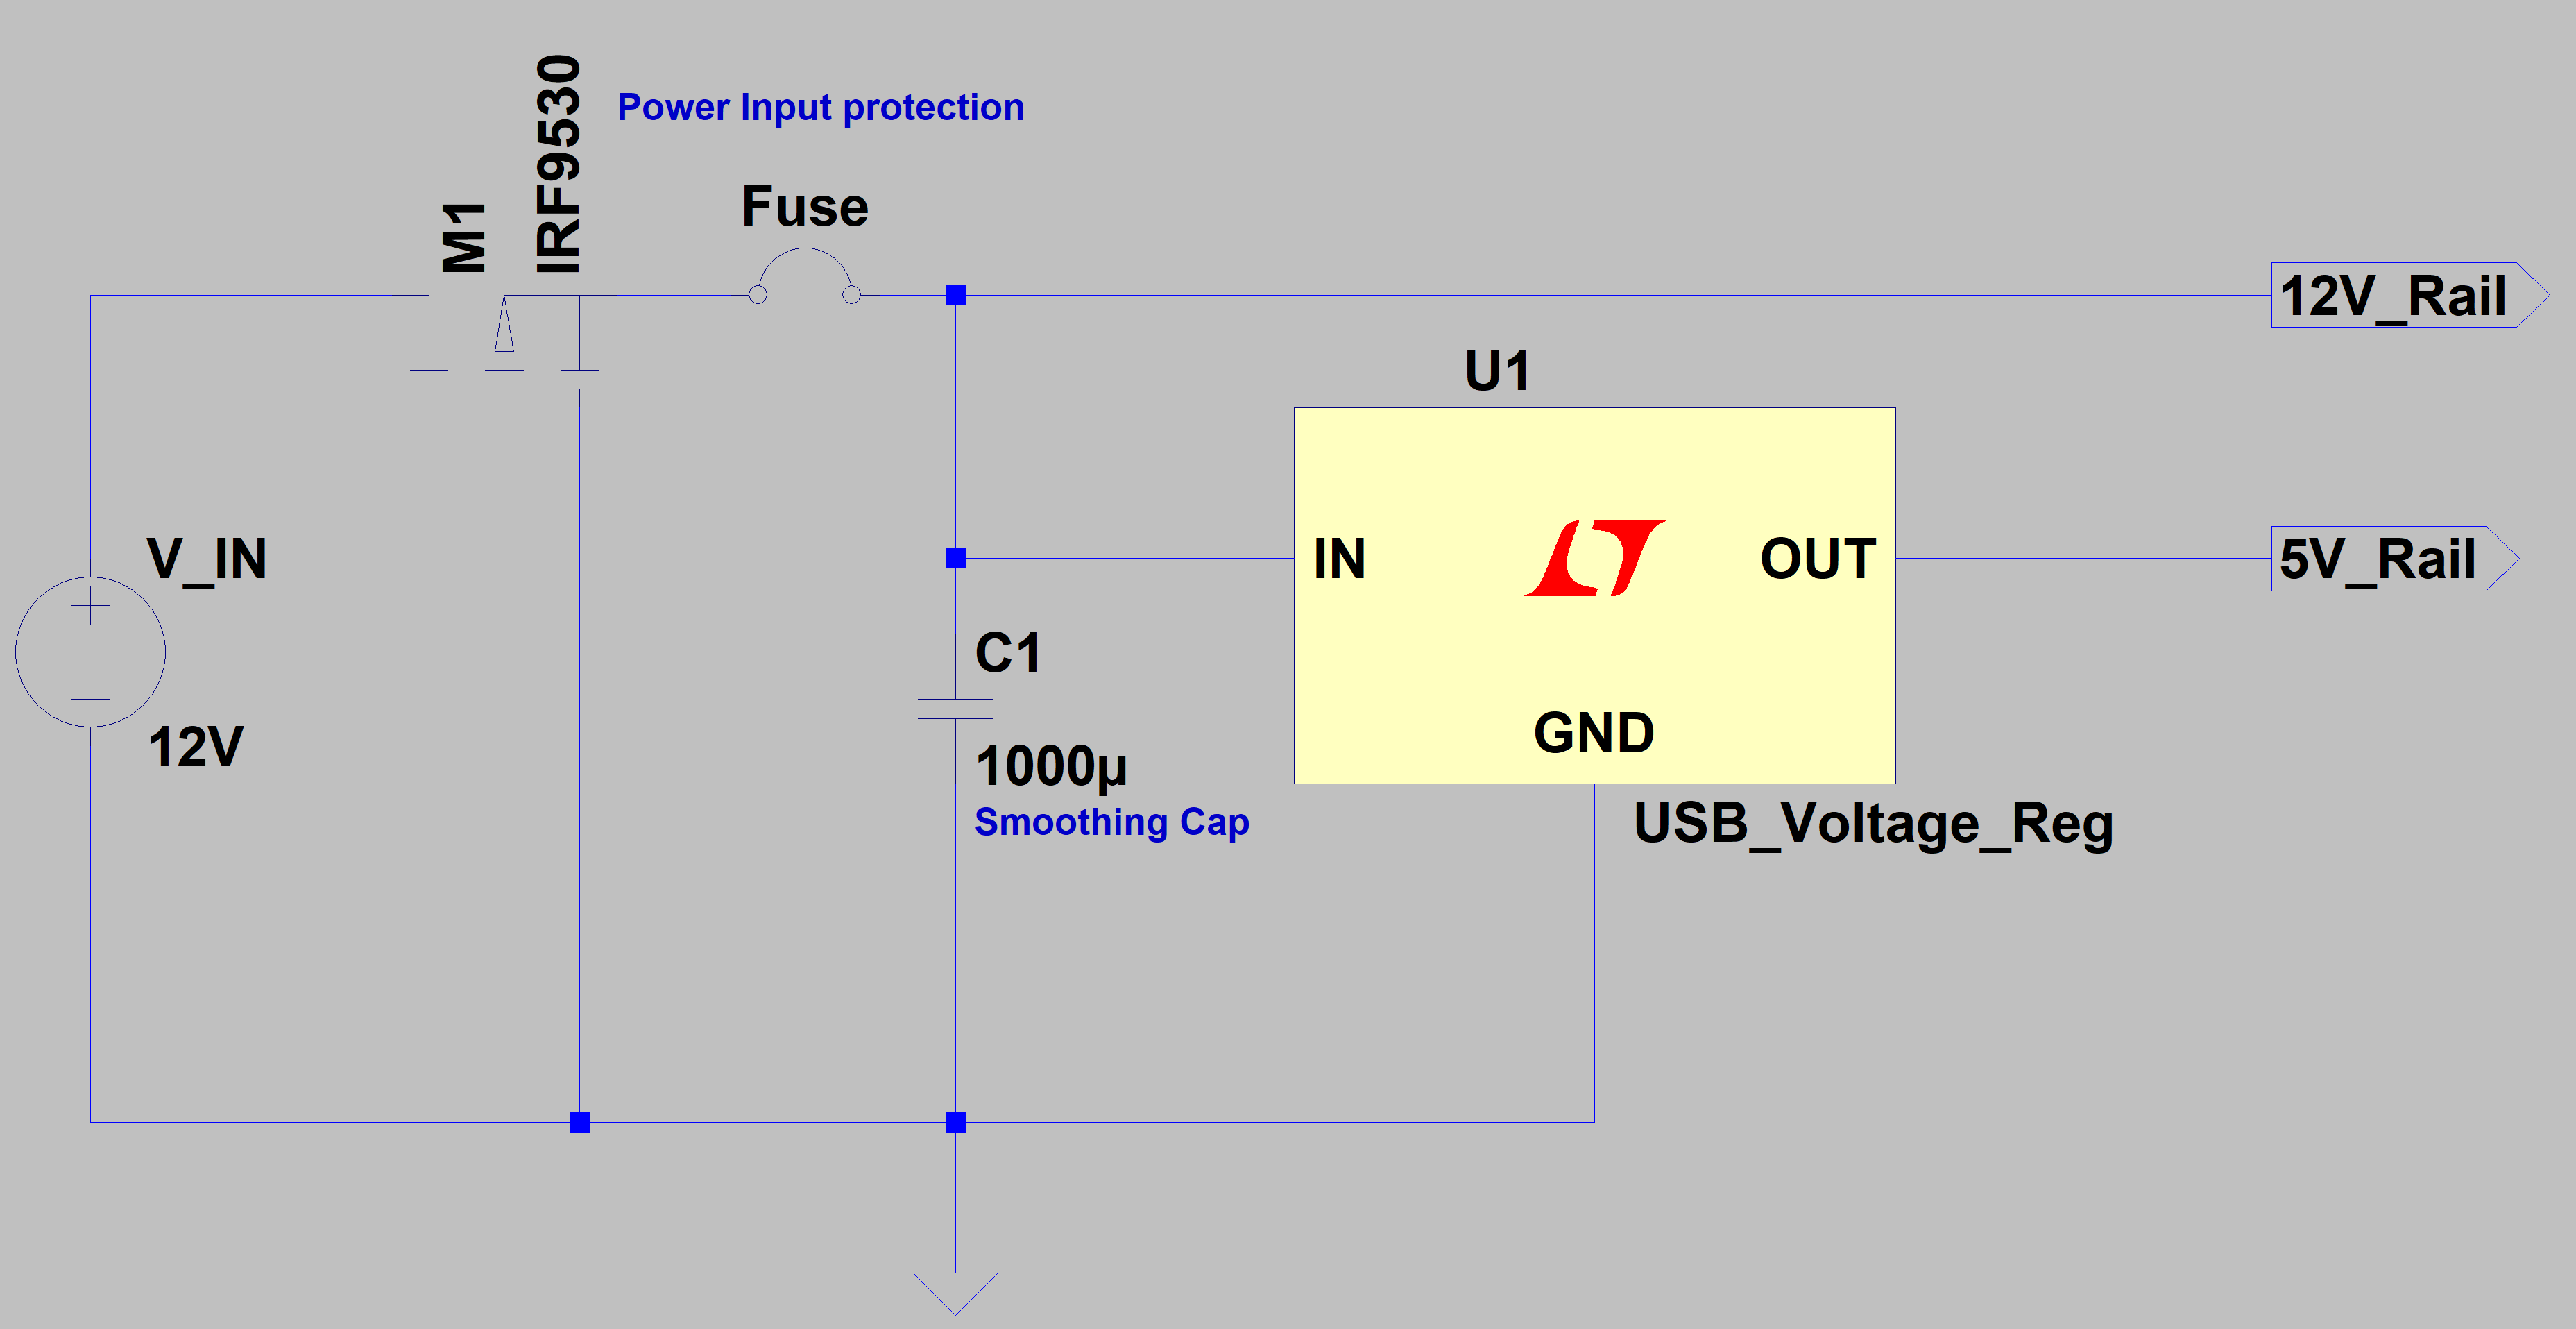 M1
IRF9530
Power Input protection
Fuse
12V_Rail
U1
V_IN
IN
OUT
5V_Rail
C1
12V
GND
1000µ
Smoothing Cap
USB_Voltage_Reg